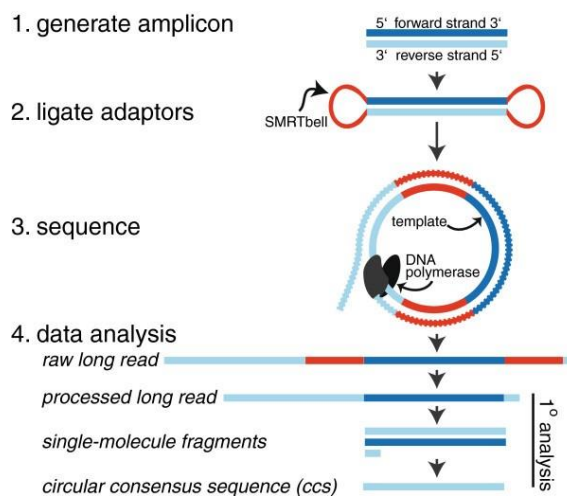 1. generate amplicon
5' forward strand 3'
3' reverse strand 5'
2. ligate adaptors
SMRTbell
3. sequence
template
DNA
polymerase
4. data analysis
raw long read
processed long read
single-molecule fragments
circular consensus sequence (ccs)
1° analysis